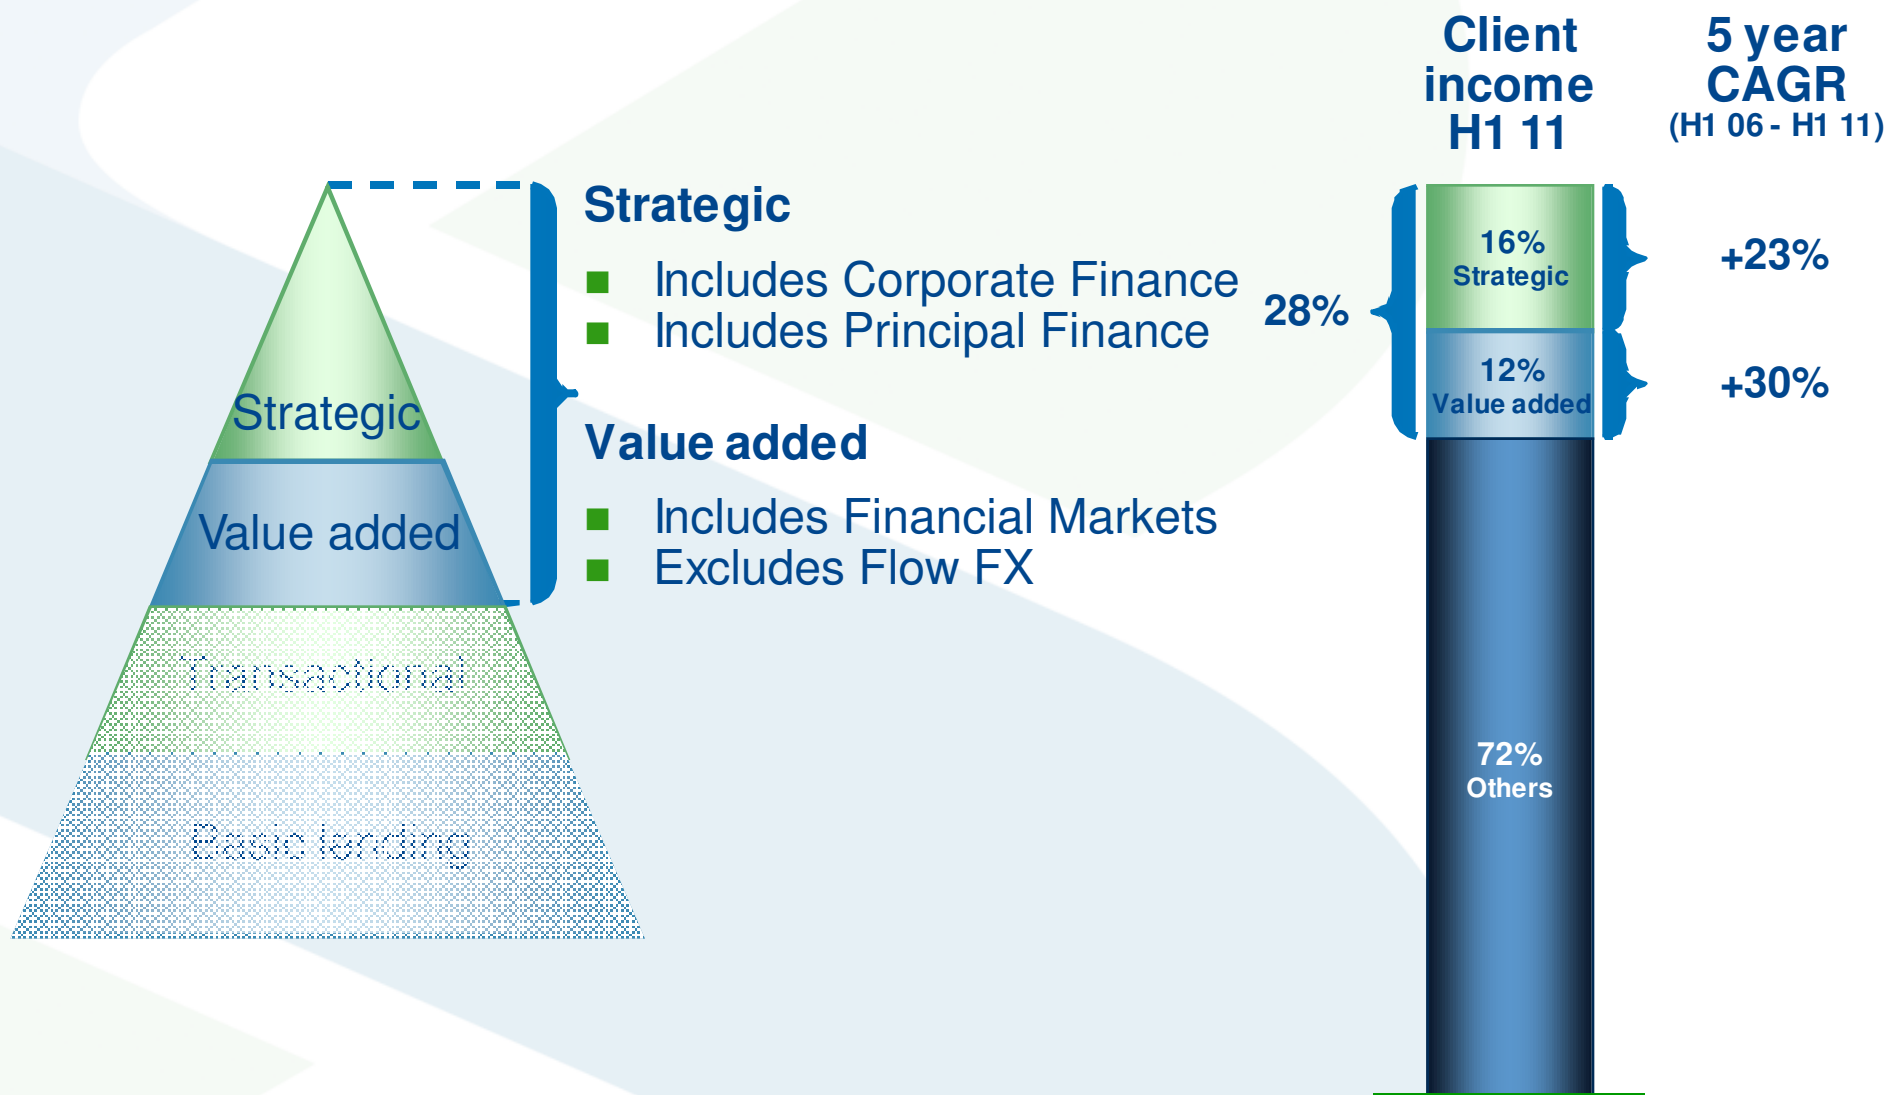 Client
income
H1 11
5 year
CAGR
(H1 06 - H1 11)
Strategic
Value added
Transactional
Basic lending
Strategic
Includes Corporate Finance
Includes Principal Finance
Value added
Includes Financial Markets
Excludes Flow FX
28%
16%
Strategic
12%
Value added
72%
Others
+23%
+30%